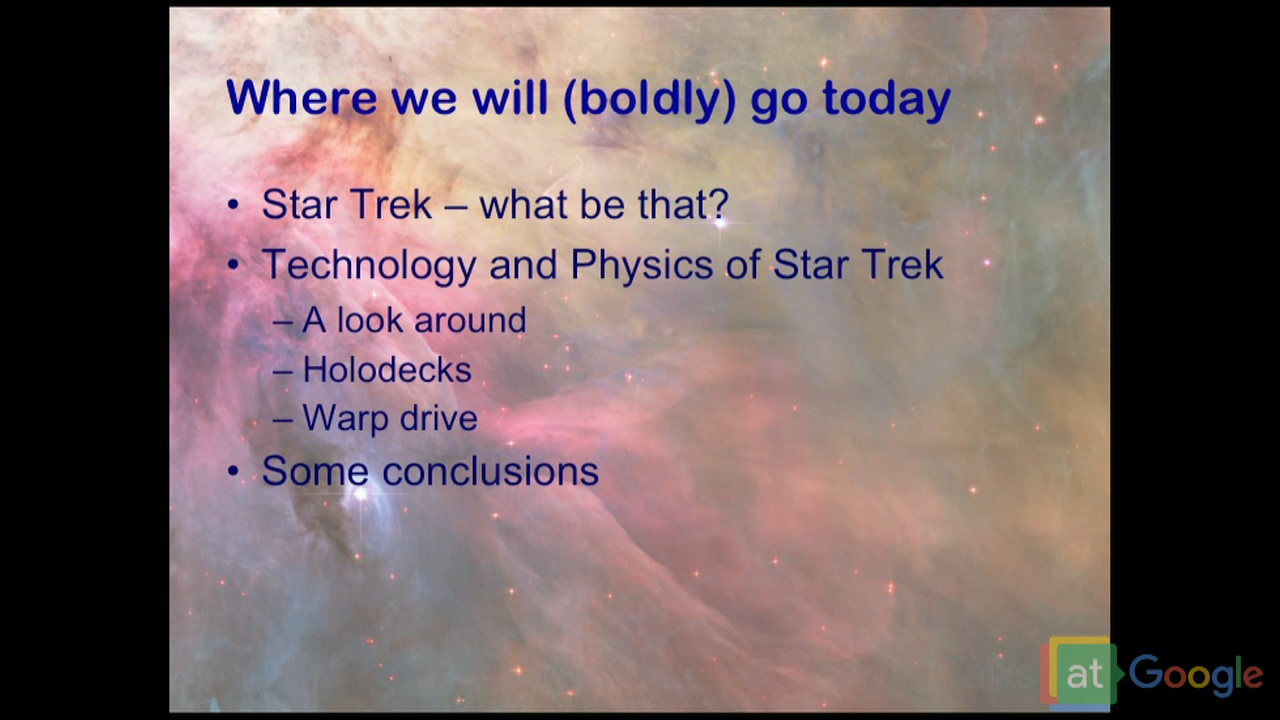 Where we will (boldly) go today
• Star Trek – what be that?
• Technology and Physics of Star Trek
– A look around
– Holodecks
– Warp drive
• Some conclusions
at Google